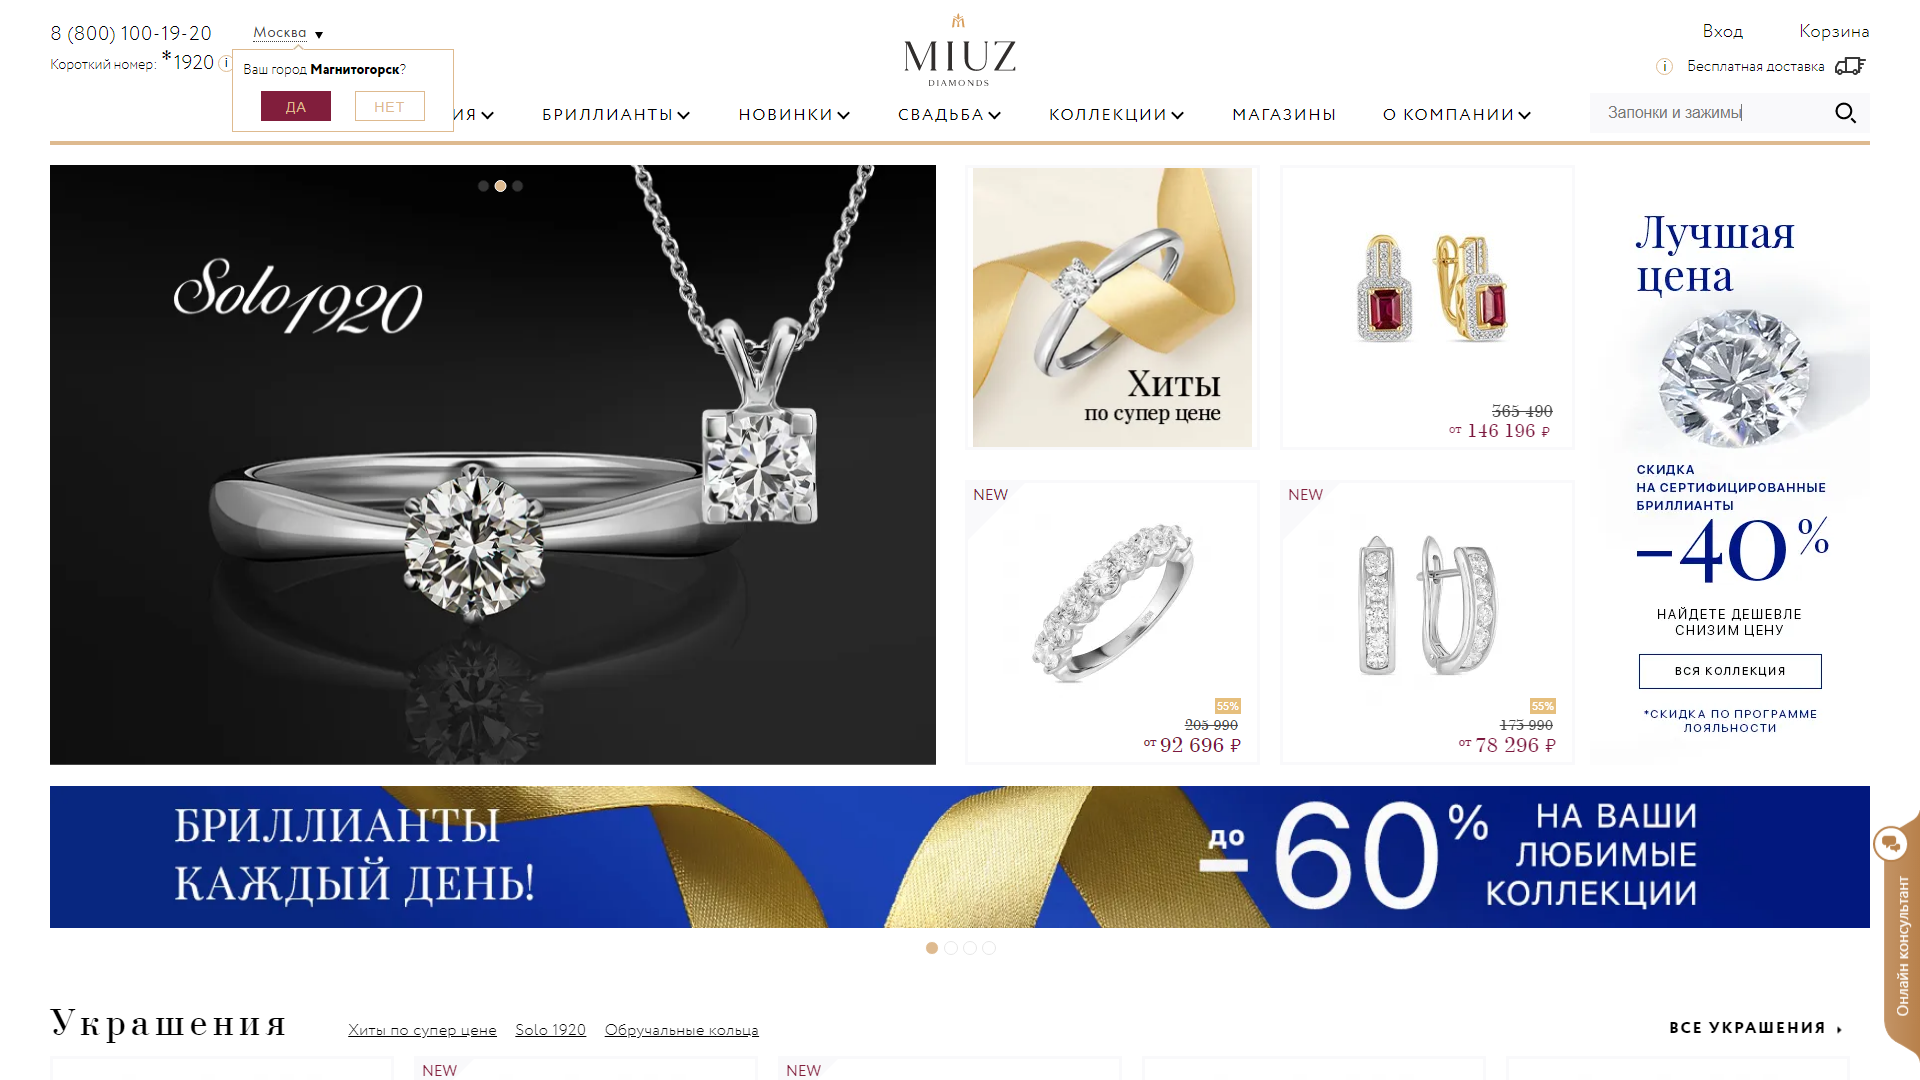 8 (800) 100-19-20
Москва ▼
Короткий номер: *1920 i
Ваш город Магнитогорск?
ДА
НЕТ
MIUZ
DIAMONDS
Вход
Корзина
i Бесплатная доставка
ИЯ
БРИЛЛИАНТЫ
НОВИНКИ
СВАДЬБА
КОЛЛЕКЦИИ
МАГАЗИНЫ
О КОМПАНИИ
Запонки и зажимы
Solo 1920
Хиты
по супер цене
365 490
от 146 196 ₽
NEW
55%
205 990
от 92 696 ₽
NEW
55%
173 990
от 78 296 ₽
Лучшая
цена
СКИДКА
НА СЕРТИФИЦИРОВАННЫЕ
БРИЛЛИАНТЫ
–40%
НАЙДЕТЕ ДЕШЕВЛЕ
СНИЗИМ ЦЕНУ
ВСЯ КОЛЛЕКЦИЯ
*СКИДКА ПО ПРОГРАММЕ
ЛОЯЛЬНОСТИ
БРИЛЛИАНТЫ
КАЖДЫЙ ДЕНЬ!
до –60%
НА ВАШИ
ЛЮБИМЫЕ
КОЛЛЕКЦИИ
Онлайн консультант
Украшения
Хиты по супер цене
Solo 1920
Обручальные кольца
ВСЕ УКРАШЕНИЯ
NEW
NEW